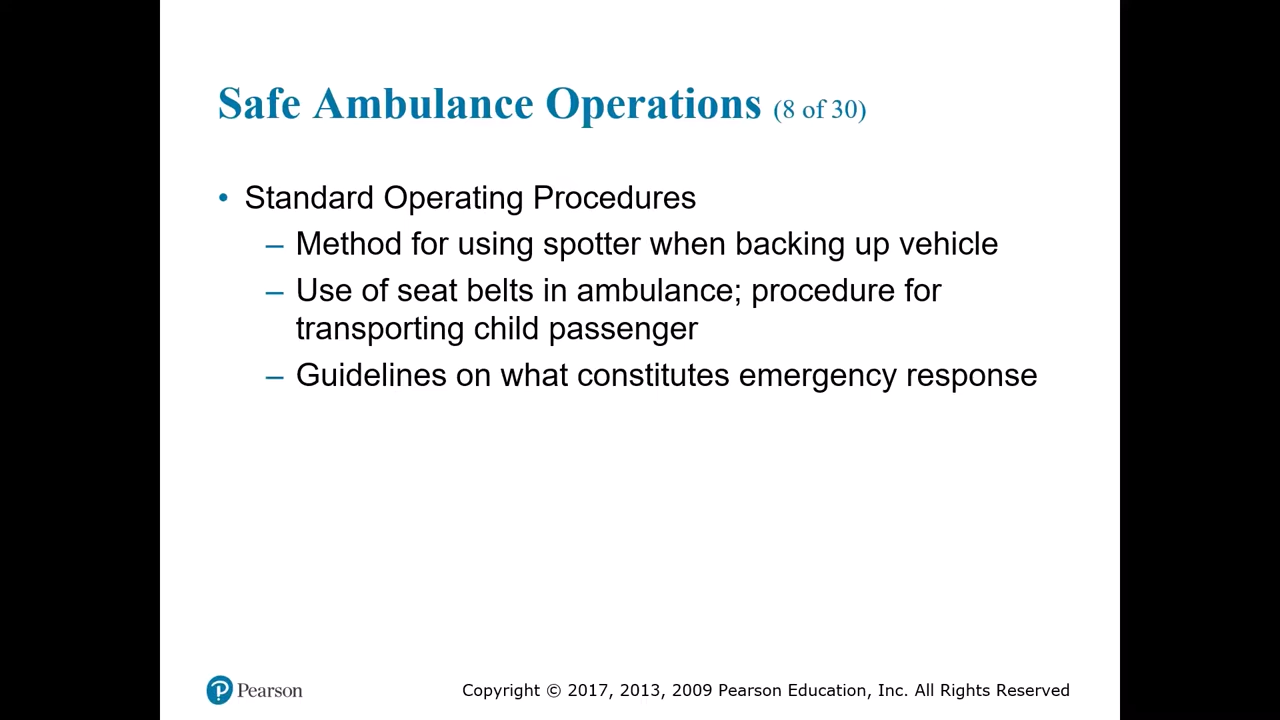 Safe Ambulance Operations (8 of 30)
• Standard Operating Procedures
– Method for using spotter when backing up vehicle
– Use of seat belts in ambulance; procedure for
transporting child passenger
– Guidelines on what constitutes emergency response
Pearson
Copyright © 2017, 2013, 2009 Pearson Education, Inc. All Rights Reserved